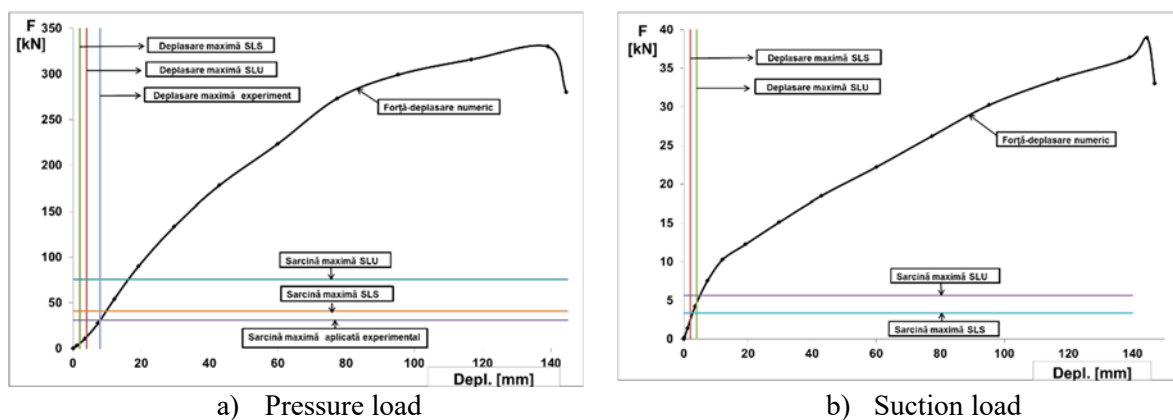 F
[kN]
350
300
250
200
150
100
50
0
Deplasare maximă SLS
Deplasare maximă SLU
Deplasare maximă experiment
Forţă-deplasare numeric
Sarcină maximă SLU
Sarcină maximă SLS
Sarcină maximă aplicată experimental
0 20 40 60 80 100 120 140
Depl. [mm]
a) Pressure load
F
[kN]
40
35
30
25
20
15
10
5
0
Deplasare maximă SLS
Deplasare maximă SLU
Forţă-deplasare numeric
Sarcină maximă SLU
Sarcină maximă SLS
0 20 40 60 80 100 120 140
Depl. [mm]
b) Suction load